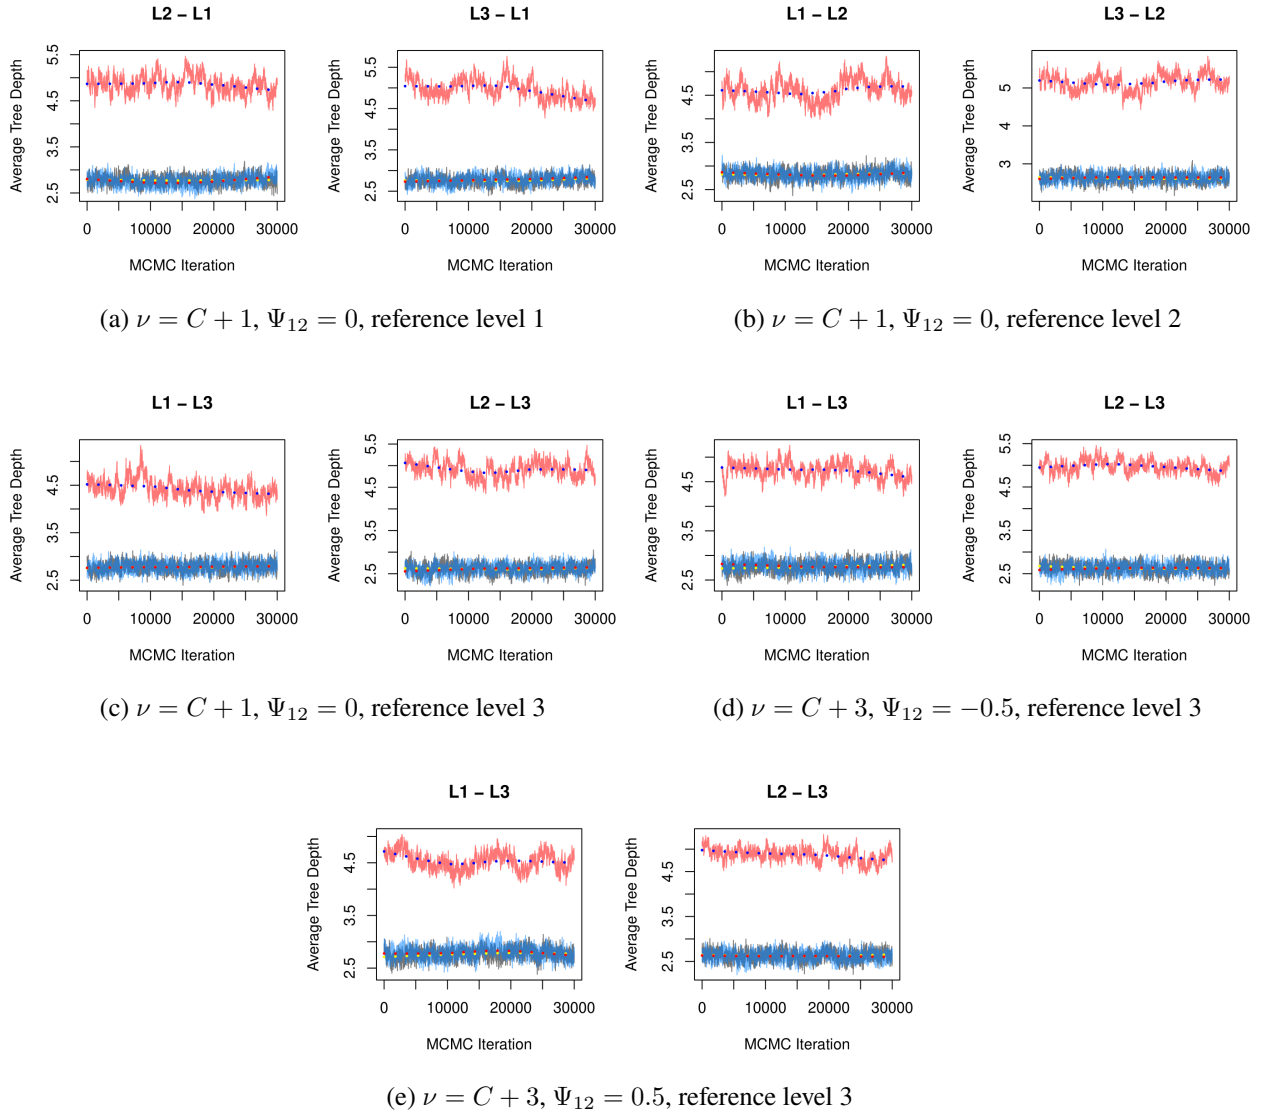 L2 − L1
L3 − L1
L1 − L2
L3 − L2
Average Tree Depth
2.5 3.5 4.5 5.5
0 10000 20000 30000
MCMC Iteration
Average Tree Depth
2.5 3.5 4.5 5.5
0 10000 20000 30000
MCMC Iteration
Average Tree Depth
2.5 3.5 4.5
0 10000 20000 30000
MCMC Iteration
Average Tree Depth
3 4 5
0 10000 20000 30000
MCMC Iteration
(a) ν = C + 1, Ψ₁₂ = 0, reference level 1
(b) ν = C + 1, Ψ₁₂ = 0, reference level 2
L1 − L3
L2 − L3
L1 − L3
L2 − L3
Average Tree Depth
2.5 3.5 4.5
0 10000 20000 30000
MCMC Iteration
Average Tree Depth
2.5 3.5 4.5 5.5
0 10000 20000 30000
MCMC Iteration
Average Tree Depth
2.5 3.5 4.5
0 10000 20000 30000
MCMC Iteration
Average Tree Depth
2.5 3.5 4.5 5.5
0 10000 20000 30000
MCMC Iteration
(c) ν = C + 1, Ψ₁₂ = 0, reference level 3
(d) ν = C + 3, Ψ₁₂ = −0.5, reference level 3
L1 − L3
L2 − L3
Average Tree Depth
2.5 3.5 4.5
0 10000 20000 30000
MCMC Iteration
Average Tree Depth
2.5 3.5 4.5
0 10000 20000 30000
MCMC Iteration
(e) ν = C + 3, Ψ₁₂ = 0.5, reference level 3